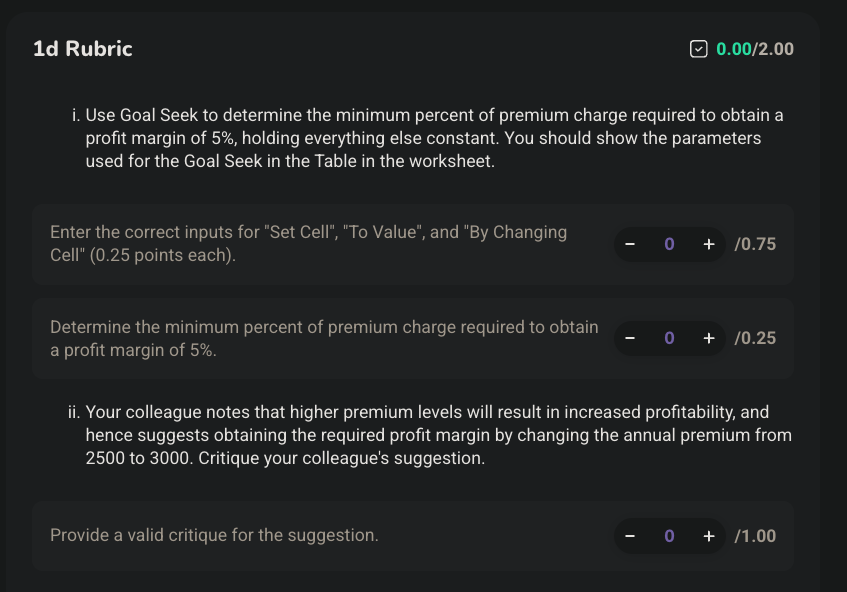 1d Rubric
0.00/2.00
i. Use Goal Seek to determine the minimum percent of premium charge required to obtain a
profit margin of 5%, holding everything else constant. You should show the parameters
used for the Goal Seek in the Table in the worksheet.
Enter the correct inputs for "Set Cell", "To Value", and "By Changing
Cell" (0.25 points each).
− 0 + /0.75
Determine the minimum percent of premium charge required to obtain
a profit margin of 5%.
− 0 + /0.25
ii. Your colleague notes that higher premium levels will result in increased profitability, and
hence suggests obtaining the required profit margin by changing the annual premium from
2500 to 3000. Critique your colleague's suggestion.
Provide a valid critique for the suggestion.
− 0 + /1.00